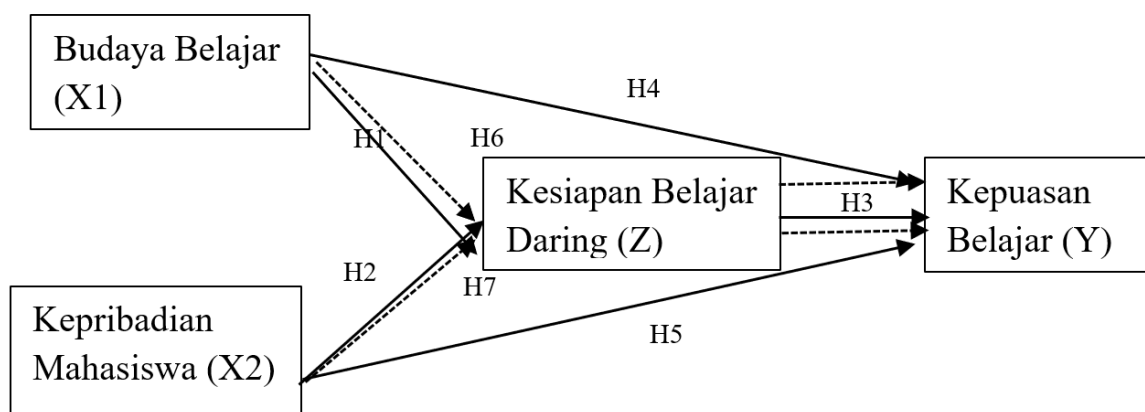 Budaya Belajar
(X1)
H4
H1
H6
Kesiapan Belajar
Daring (Z)
H3
Kepuasan
Belajar (Y)
H2
H7
Kepribadian
Mahasiswa (X2)
H5